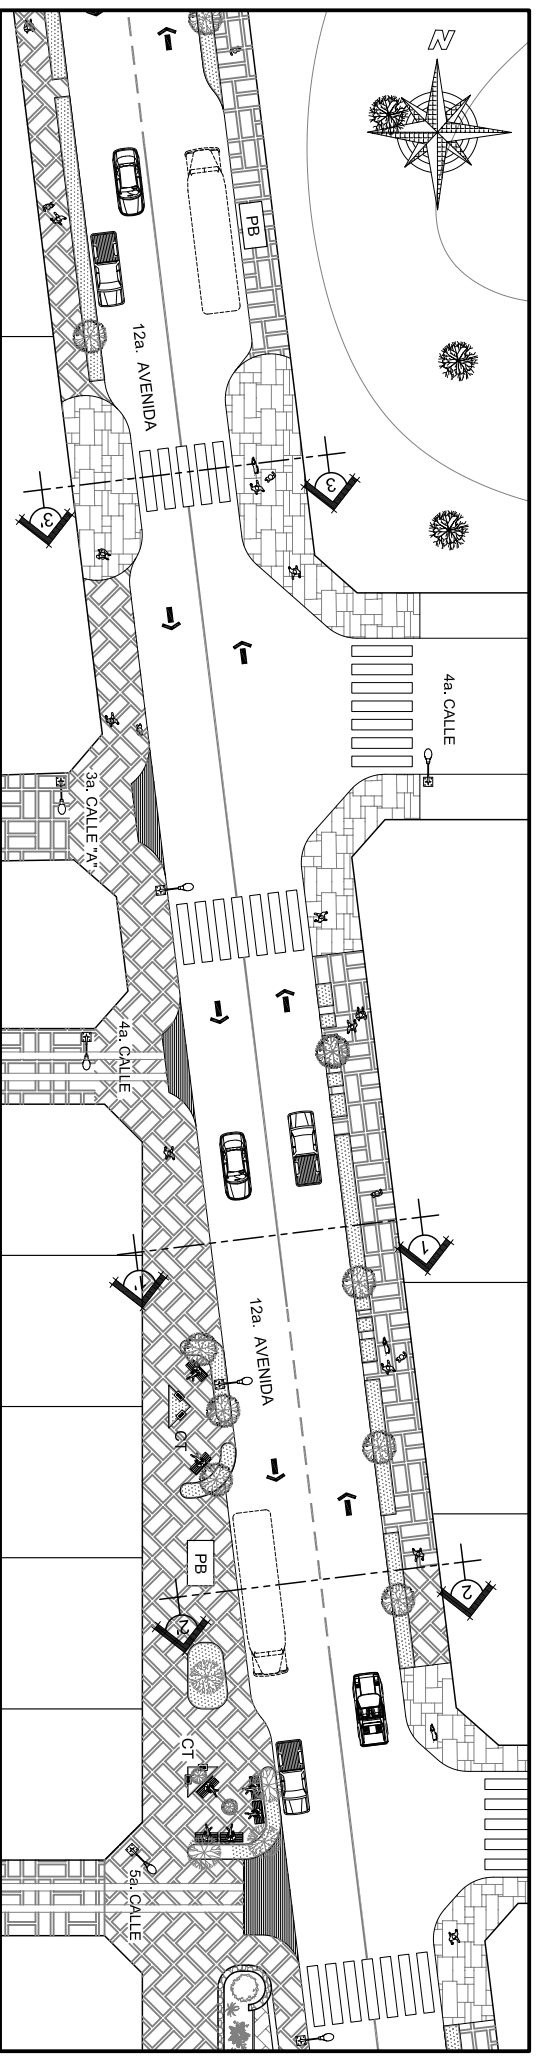 N
PB
12a. AVENIDA
3
3'
4a. CALLE
3a. CALLE "A"
4a. CALLE
1
1'
12a. AVENIDA
CT
PB
2
2'
CT
5a. CALLE